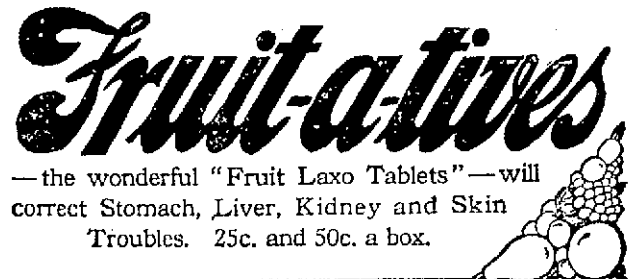 Fruit-a-tives
—the wonderful "Fruit Laxo Tablets"—will
correct Stomach, Liver, Kidney and Skin
Troubles. 25c. and 50c. a box.